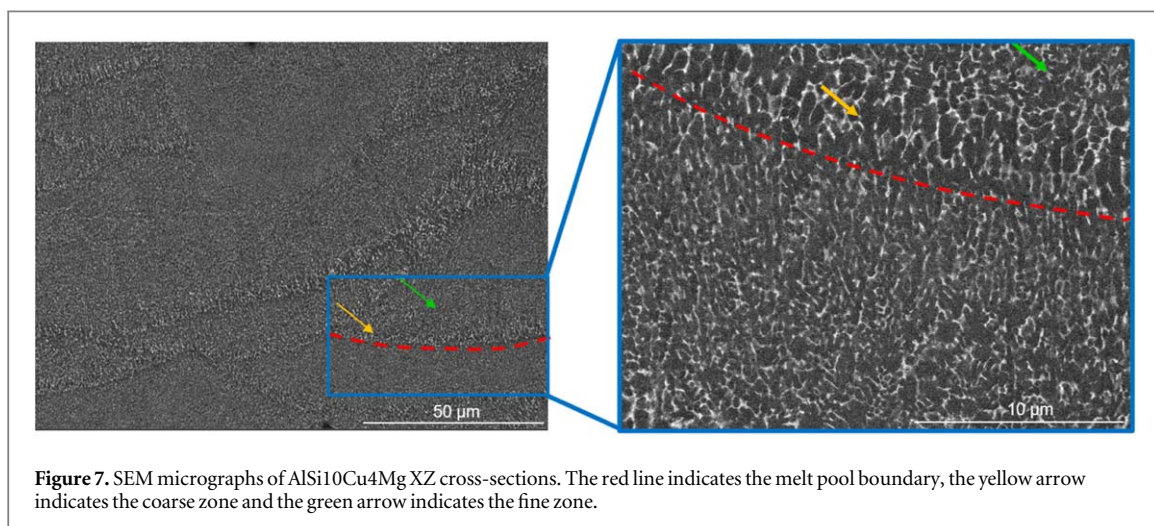 50 μm
10 μm
Figure 7. SEM micrographs of AlSi10Cu4Mg XZ cross-sections. The red line indicates the melt pool boundary, the yellow arrow
indicates the coarse zone and the green arrow indicates the fine zone.